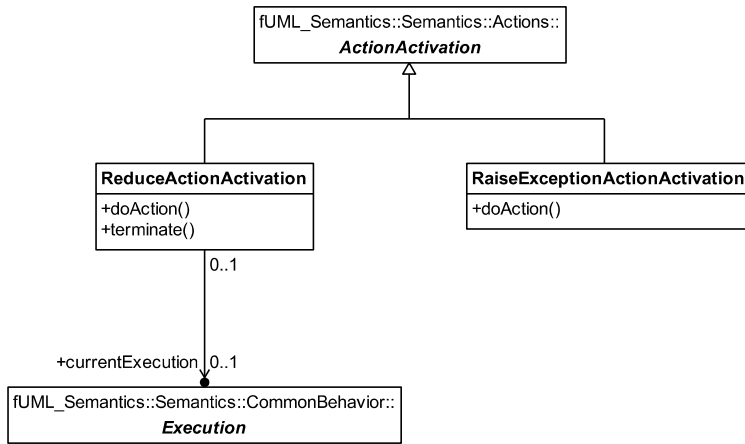 fUML_Semantics::Semantics::Actions::
ActionActivation
ReduceActionActivation
+doAction()
+terminate()
RaiseExceptionActionActivation
+doAction()
0..1
+currentExecution
0..1
fUML_Semantics::Semantics::CommonBehavior::
Execution